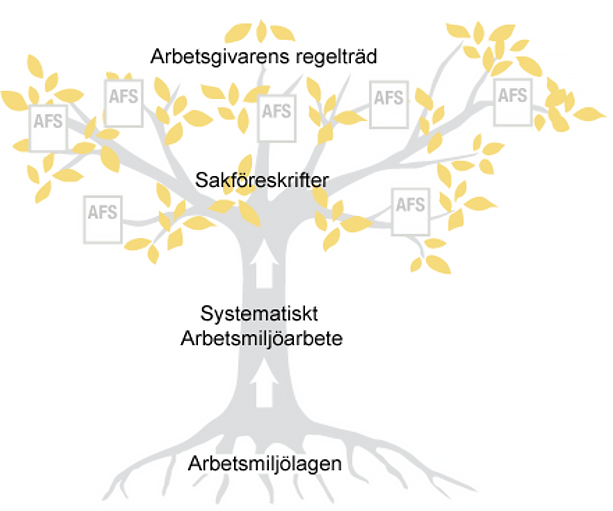 Arbetsgivarens regelträd
AFS
AFS
AFS
AFS
AFS
Sakföreskrifter
AFS
AFS
Systematiskt
Arbetsmiljöarbete
Arbetsmiljölagen